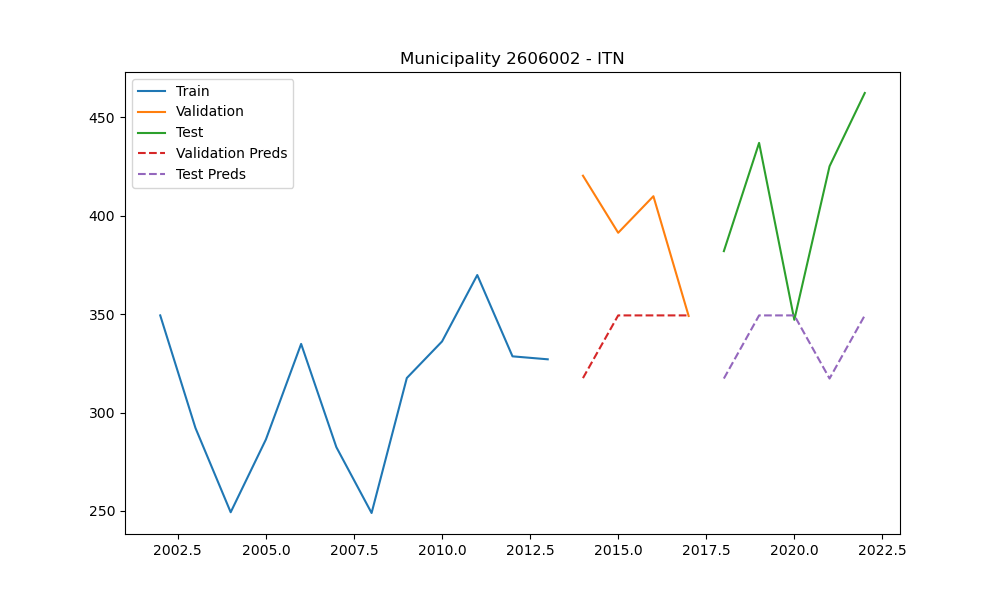 Municipality 2606002 - ITN
Train
Validation
Test
Validation Preds
Test Preds
450
400
350
300
250
2002.5 2005.0 2007.5 2010.0 2012.5 2015.0 2017.5 2020.0 2022.5